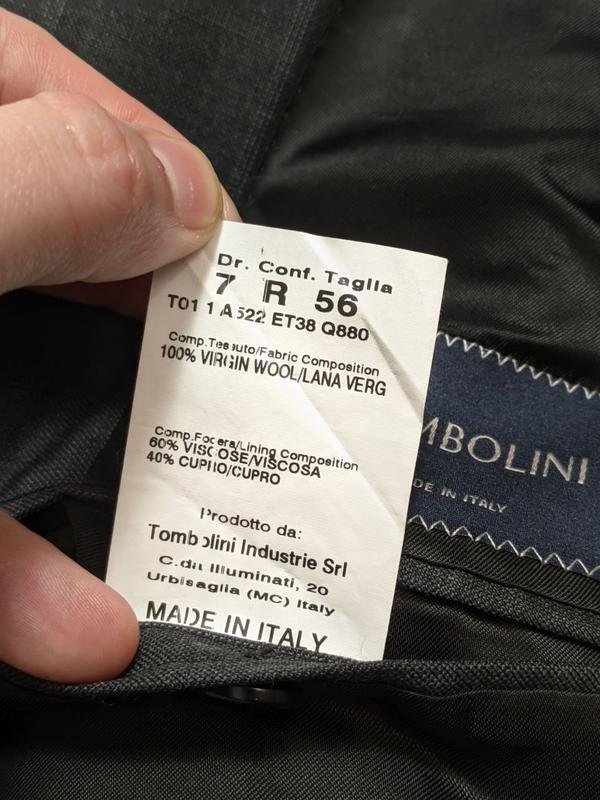 Dr. Conf. Taglia
7 R 56
T01 1 A522 ET38 Q880
Comp.Tessuto/Fabric Composition
100% VIRGIN WOOL/LANA VERG
Comp.Fodera/Lining Composition
60% VISCOSE/VISCOSA
40% CUPRO/CUPRO
Prodotto da:
Tombolini Industrie Srl
C.da Illuminati, 20
Urbisaglia (MC) Italy
MADE IN ITALY
MBOLINI
DE IN ITALY